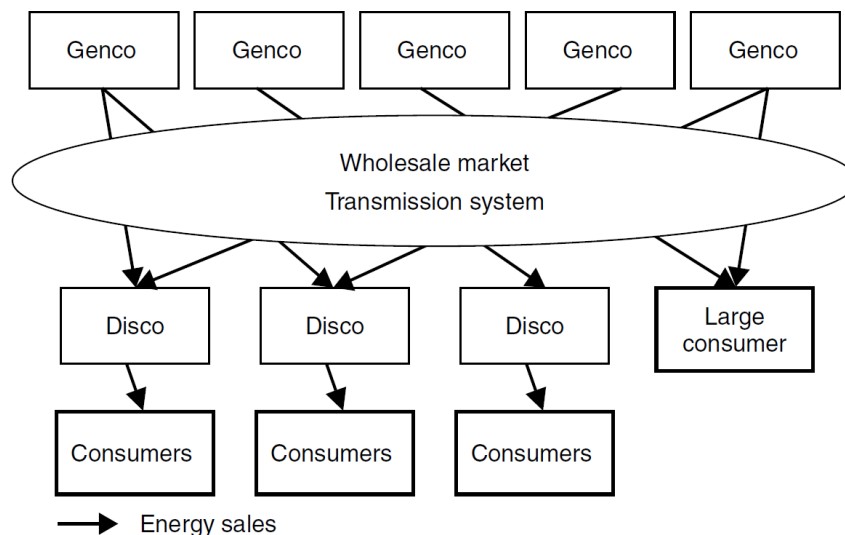 Genco
Genco
Genco
Genco
Genco
Wholesale market
Transmission system
Disco
Disco
Disco
Large
consumer
Consumers
Consumers
Consumers
Energy sales